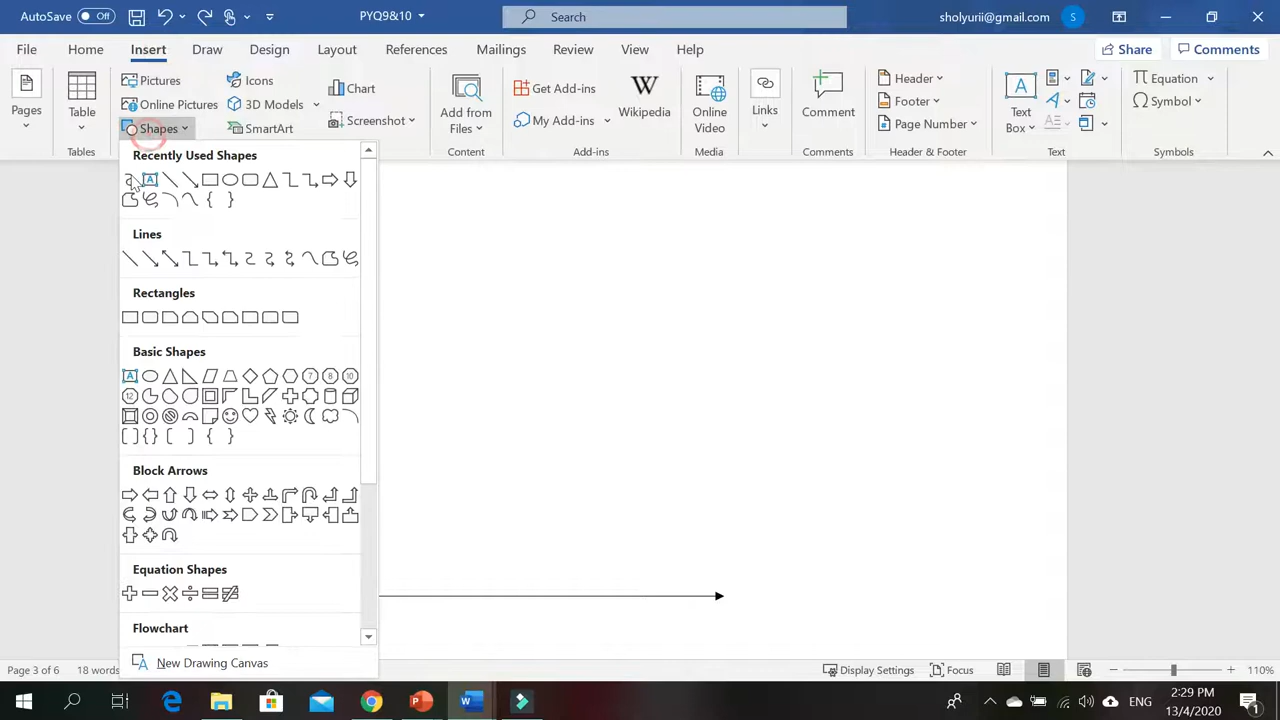 AutoSave Off PYQ9&10 Search sholyurii@gmail.com S
File Home Insert Draw Design Layout References Mailings Review View Help Share Comments
Pages
Table
Tables
Pictures
Online Pictures
Shapes
Icons
3D Models
SmartArt
Chart
Screenshot
Add from
Files
Content
Get Add-ins
My Add-ins
Wikipedia
Add-ins
Online
Video
Media
Links
Comment
Comments
Header
Footer
Page Number
Header & Footer
Text
Box
Text
Equation
Symbol
Symbols
Recently Used Shapes
Lines
Rectangles
Basic Shapes
Block Arrows
Equation Shapes
Flowchart
New Drawing Canvas
Page 3 of 6 18 words Display Settings Focus 110%
ENG 2:29 PM
13/4/2020